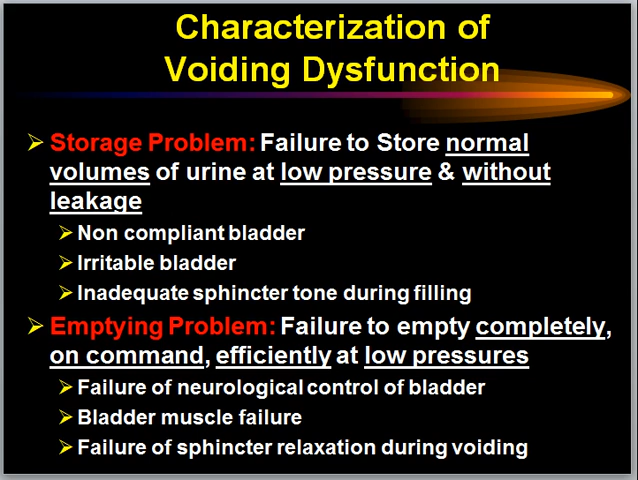 Characterization of
Voiding Dysfunction
Storage Problem: Failure to Store normal
volumes of urine at low pressure & without
leakage
Non compliant bladder
Irritable bladder
Inadequate sphincter tone during filling
Emptying Problem: Failure to empty completely,
on command, efficiently at low pressures
Failure of neurological control of bladder
Bladder muscle failure
Failure of sphincter relaxation during voiding